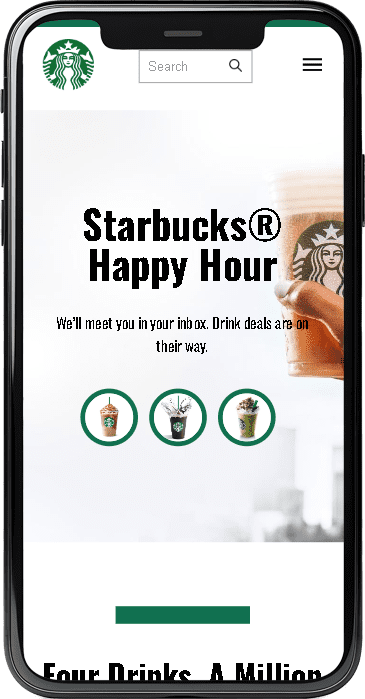 Search
Starbucks®
Happy Hour
We'll meet you in your inbox. Drink deals are on
their way.
Four Drinks. A Million